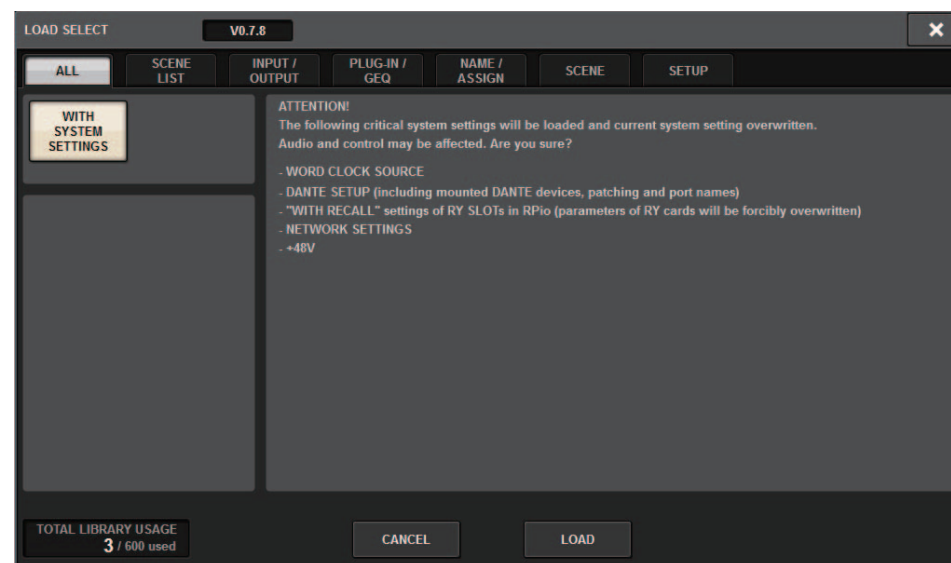 LOAD SELECT
V0.7.8
ALL
SCENE
LIST
INPUT /
OUTPUT
PLUG-IN /
GEQ
NAME /
ASSIGN
SCENE
SETUP
WITH
SYSTEM
SETTINGS
ATTENTION!
The following critical system settings will be loaded and current system setting overwritten.
Audio and control may be affected. Are you sure?
- WORD CLOCK SOURCE
- DANTE SETUP (including mounted DANTE devices, patching and port names)
- "WITH RECALL" settings of RY SLOTs in RPio (parameters of RY cards will be forcibly overwritten)
- NETWORK SETTINGS
- +48V
TOTAL LIBRARY USAGE
3 / 600 used
CANCEL
LOAD